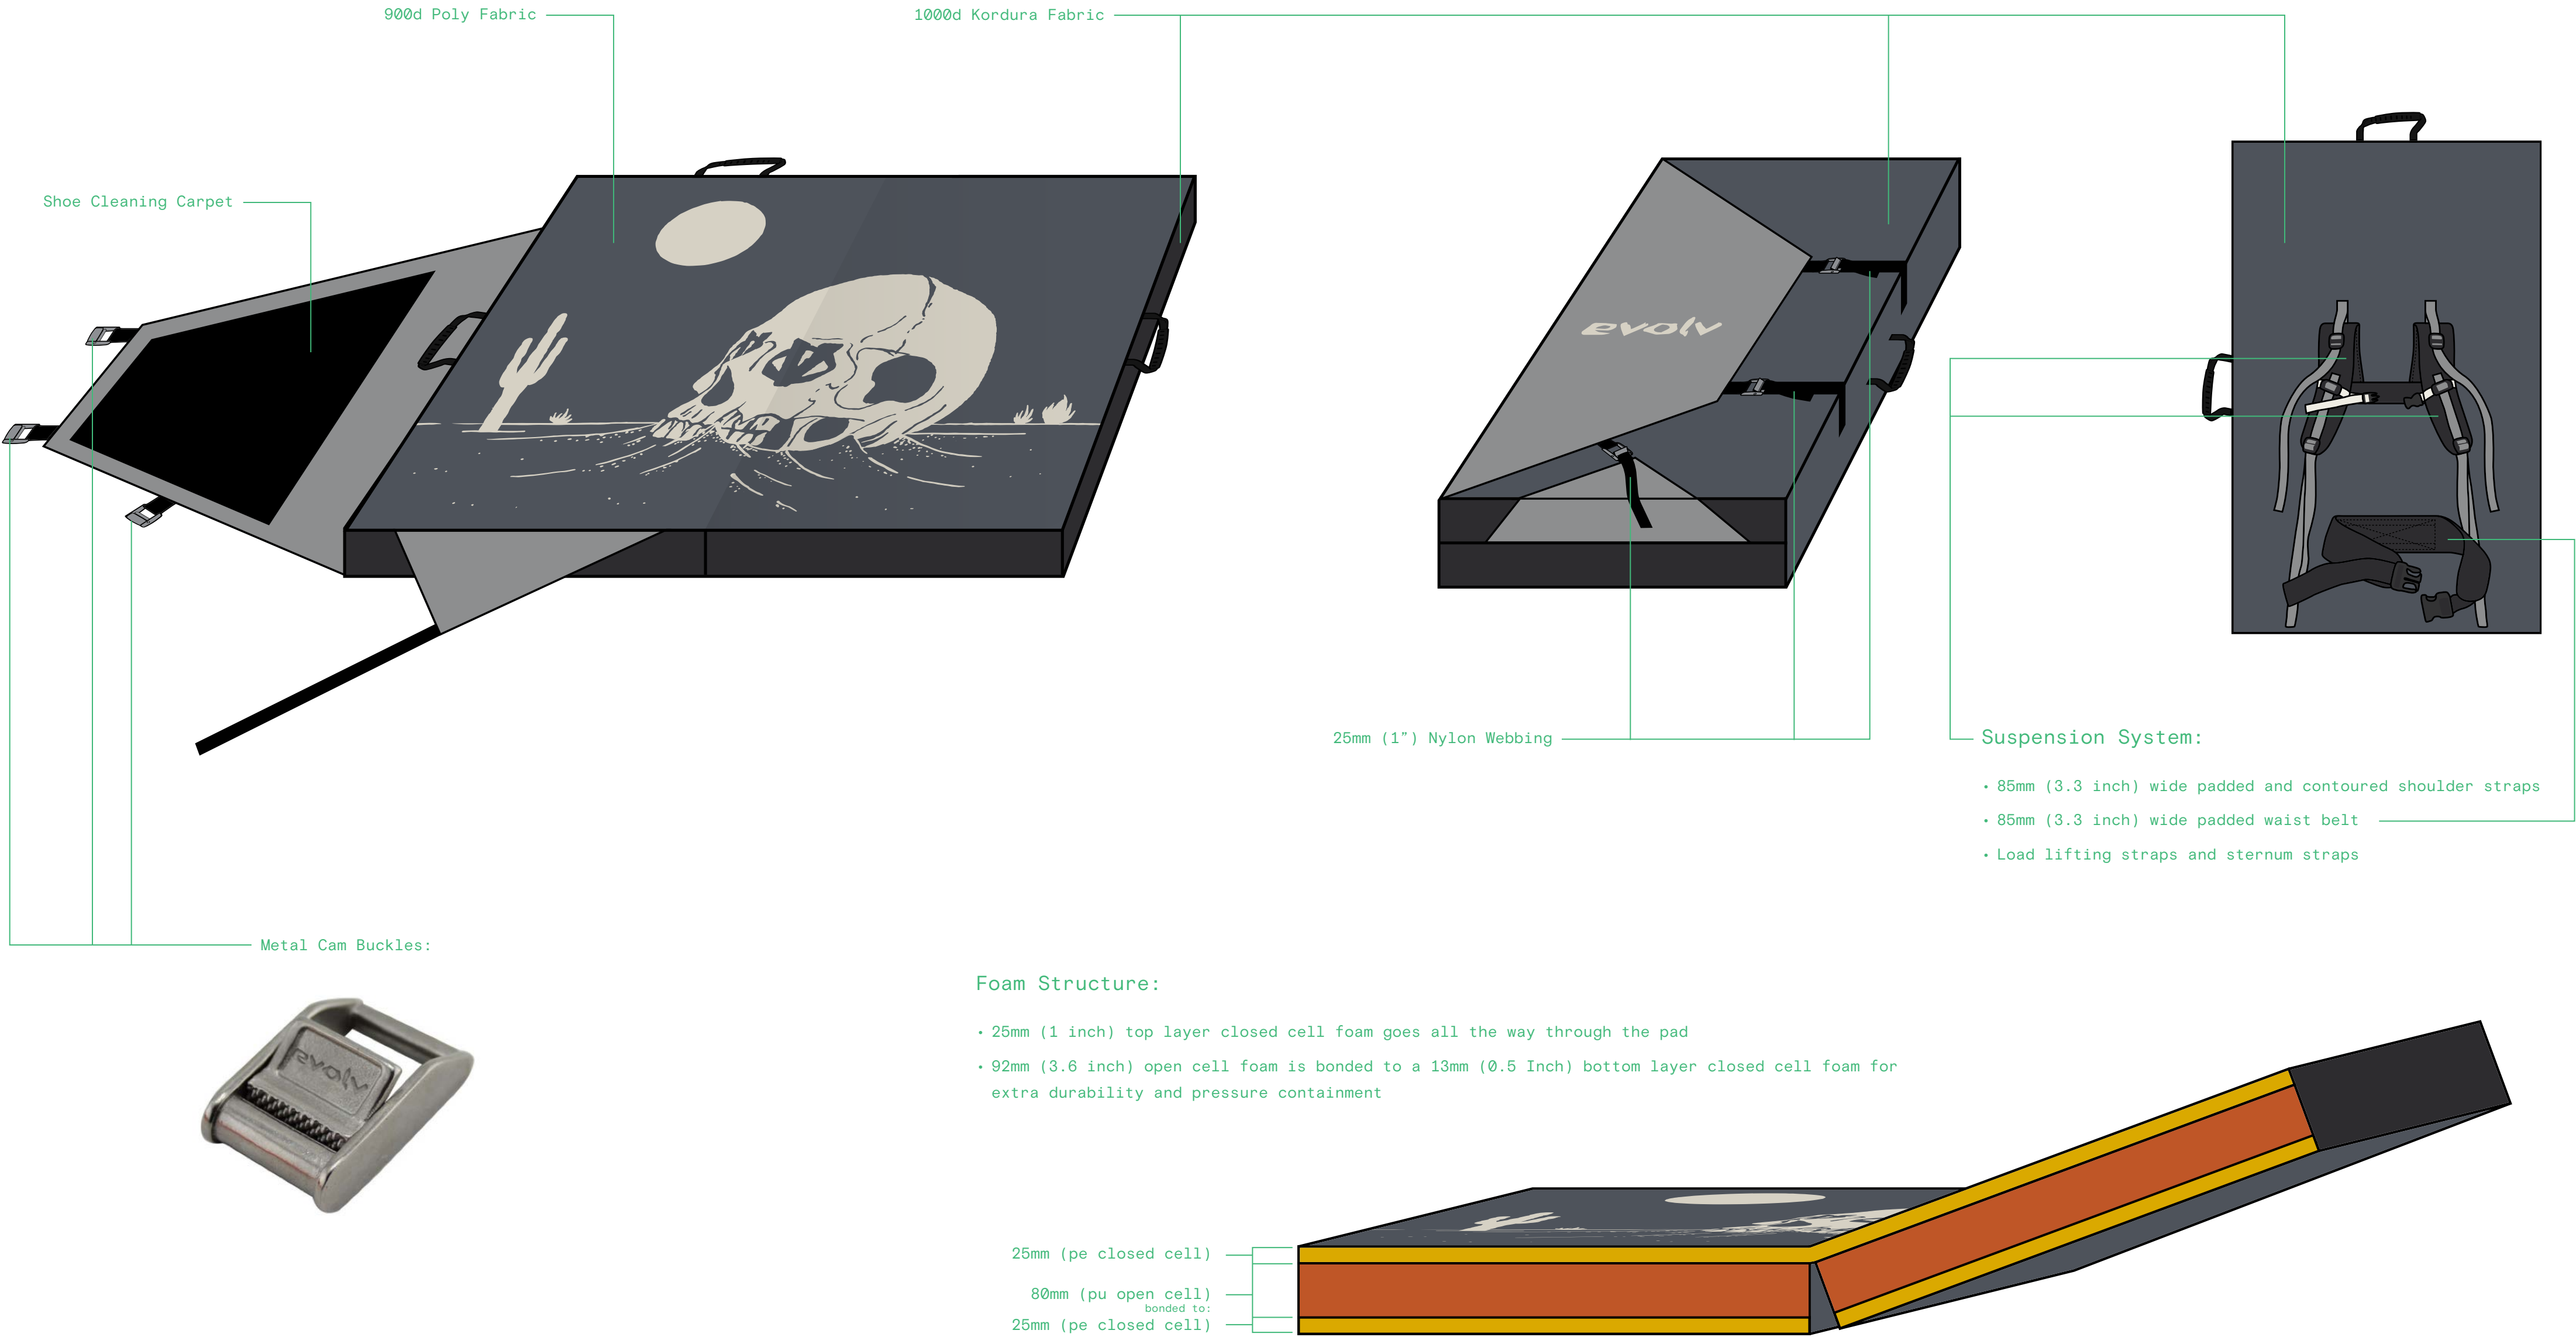 900d Poly Fabric
1000d Kordura Fabric
Shoe Cleaning Carpet
evolv
25mm (1”) Nylon Webbing
Suspension System:
• 85mm (3.3 inch) wide padded and contoured shoulder straps
• 85mm (3.3 inch) wide padded waist belt
• Load lifting straps and sternum straps
Metal Cam Buckles:
evolv
Foam Structure:
• 25mm (1 inch) top layer closed cell foam goes all the way through the pad
• 92mm (3.6 inch) open cell foam is bonded to a 13mm (0.5 Inch) bottom layer closed cell foam for
extra durability and pressure containment
25mm (pe closed cell)
80mm (pu open cell)
bonded to:
25mm (pe closed cell)